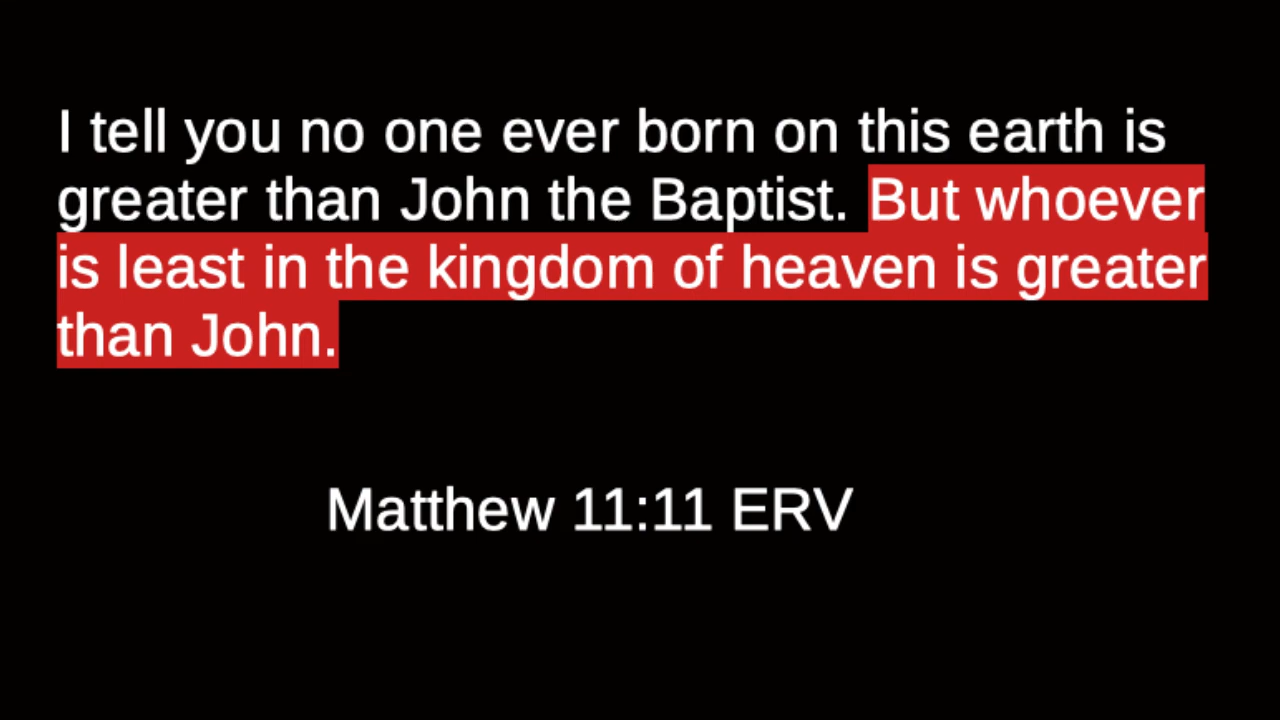 I tell you no one ever born on this earth is
greater than John the Baptist. But whoever
is least in the kingdom of heaven is greater
than John.
Matthew 11:11 ERV